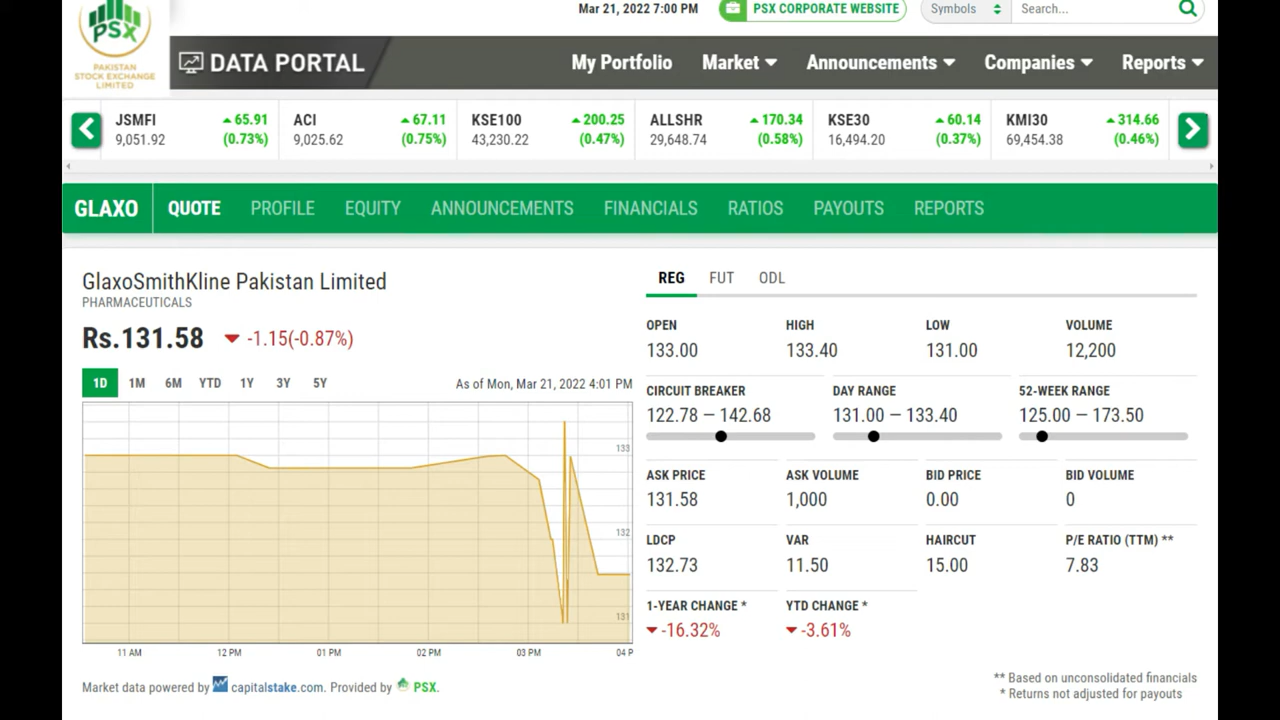 Mar 21, 2022 7:00 PM
PSX CORPORATE WEBSITE
Symbols
Search...
PSX
PAKISTAN
STOCK EXCHANGE
LIMITED
DATA PORTAL
My Portfolio Market Announcements Companies Reports
JSMFI 65.91 ACI 67.11 KSE100 200.25 ALLSHR 170.34 KSE30 60.14 KMI30 314.66
9,051.92 (0.73%) 9,025.62 (0.75%) 43,230.22 (0.47%) 29,648.74 (0.58%) 16,494.20 (0.37%) 69,454.38 (0.46%)
GLAXO QUOTE PROFILE EQUITY ANNOUNCEMENTS FINANCIALS RATIOS PAYOUTS REPORTS
GlaxoSmithKline Pakistan Limited
PHARMACEUTICALS
Rs.131.58 -1.15(-0.87%)
1D 1M 6M YTD 1Y 3Y 5Y As of Mon, Mar 21, 2022 4:01 PM
133
132
131
11 AM 12 PM 01 PM 02 PM 03 PM 04 P
Market data powered by capitalstake.com. Provided by PSX.
REG FUT ODL
OPEN HIGH LOW VOLUME
133.00 133.40 131.00 12,200
CIRCUIT BREAKER DAY RANGE 52-WEEK RANGE
122.78 — 142.68 131.00 — 133.40 125.00 — 173.50
ASK PRICE ASK VOLUME BID PRICE BID VOLUME
131.58 1,000 0.00 0
LDCP VAR HAIRCUT P/E RATIO (TTM) **
132.73 11.50 15.00 7.83
1-YEAR CHANGE * YTD CHANGE *
-16.32% -3.61%
** Based on unconsolidated financials
* Returns not adjusted for payouts